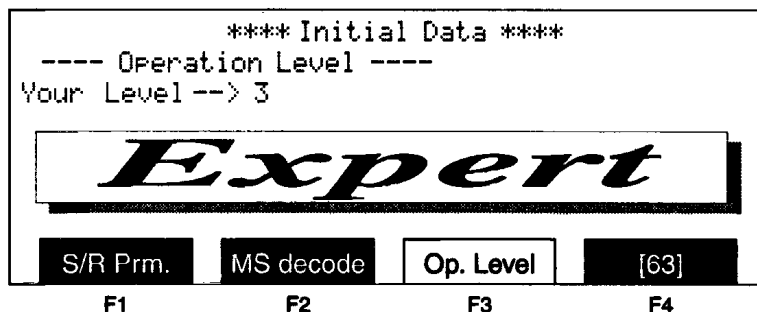 **** Initial Data ****
---- Operation Level ----
Your Level --> 3
Expert
S/R Prm. MS decode Op. Level [63]
F1 F2 F3 F4